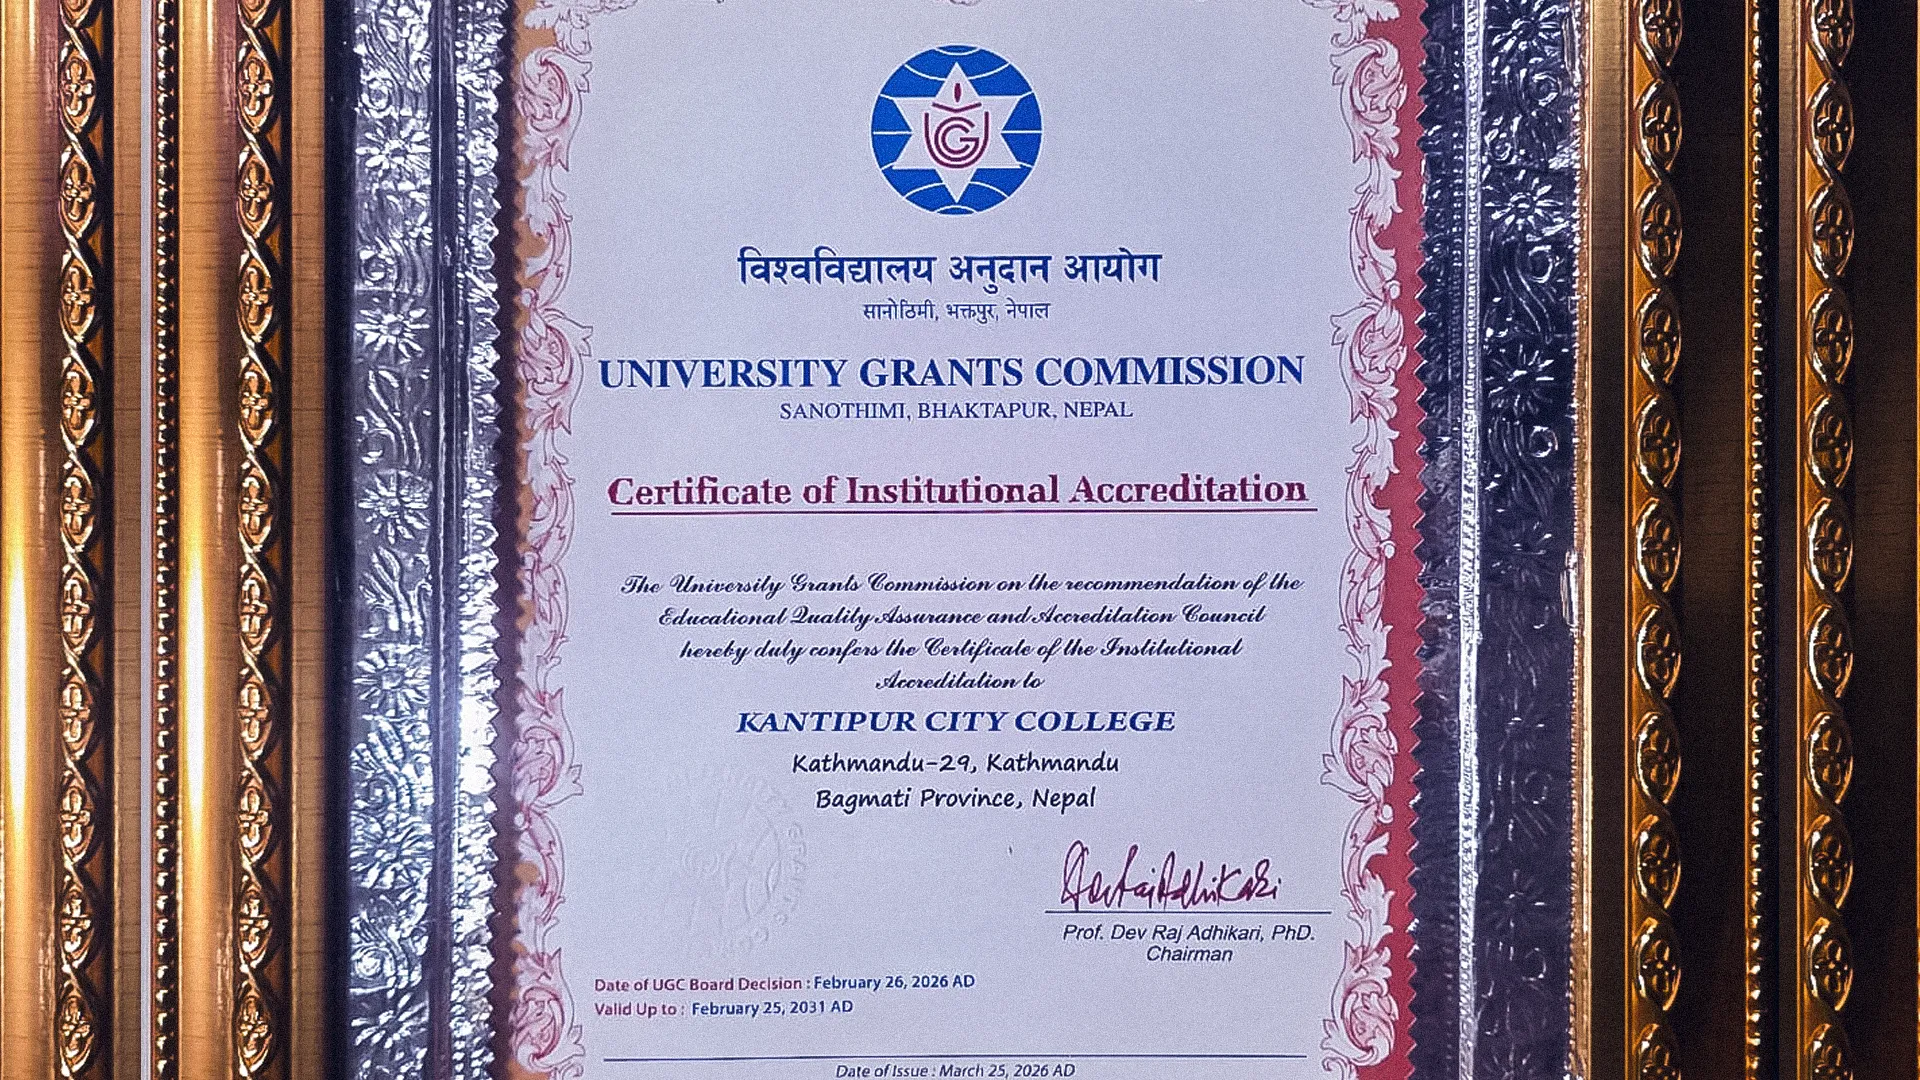 UGC
विश्वविद्यालय अनुदान आयोग
सानोठिमी, भक्तपुर, नेपाल
UNIVERSITY GRANTS COMMISSION
SANOTHIMI, BHAKTAPUR, NEPAL
Certificate of Institutional Accreditation
The University Grants Commission on the recommendation of the
Educational Quality Assurance and Accreditation Council
hereby duly confers the Certificate of the Institutional
Accreditation to
KANTIPUR CITY COLLEGE
Kathmandu-29, Kathmandu
Bagmati Province, Nepal
Dev Raj Adhikari
Prof. Dev Raj Adhikari, PhD.
Chairman
Date of UGC Board Decision : February 26, 2026 AD
Valid Up to : February 25, 2031 AD
Date of Issue : March 25, 2026 AD